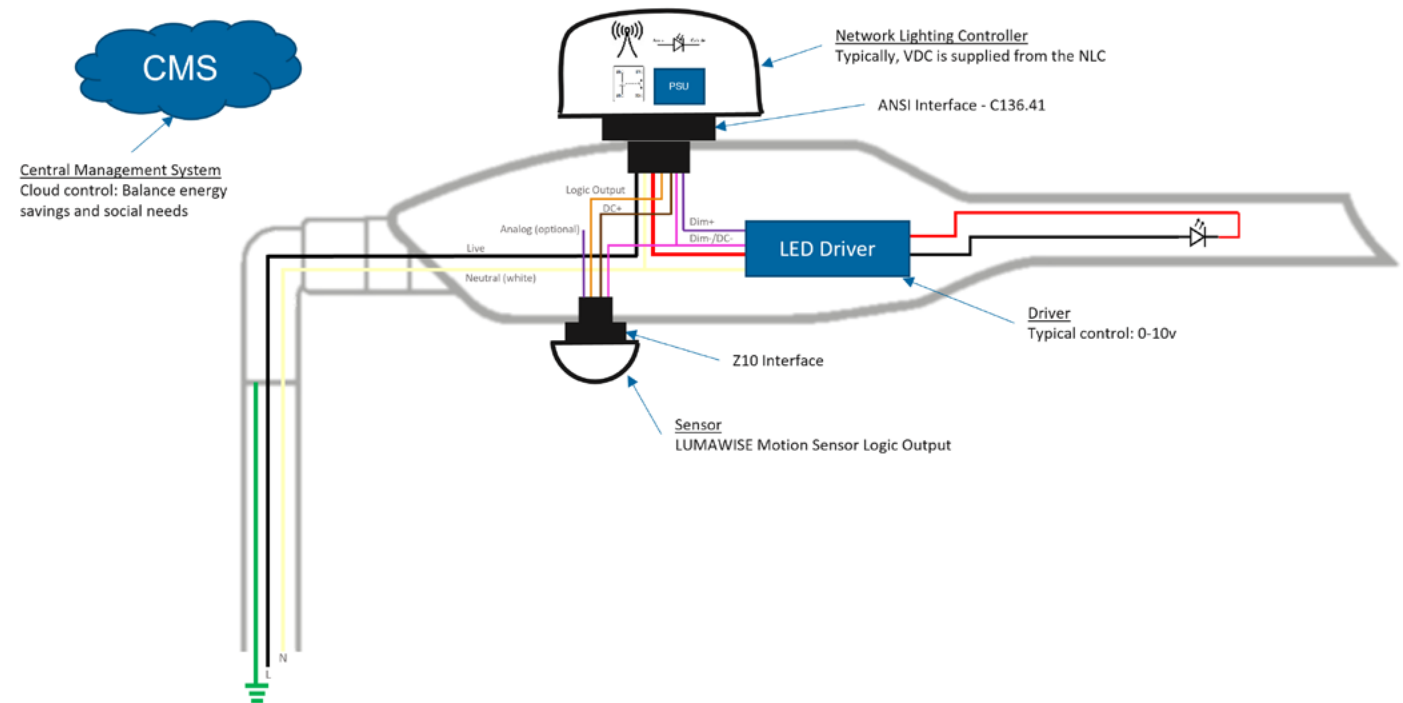 CMS
Central Management System
Cloud control: Balance energy
savings and social needs
PSU
Network Lighting Controller
Typically, VDC is supplied from the NLC
ANSI Interface - C136.41
Logic Output
DC+
Analog (optional)
Live
Neutral (white)
Dim+
Dim-/DC-
LED Driver
Driver
Typical control: 0-10v
Z10 Interface
Sensor
LUMAWISE Motion Sensor Logic Output
N
L